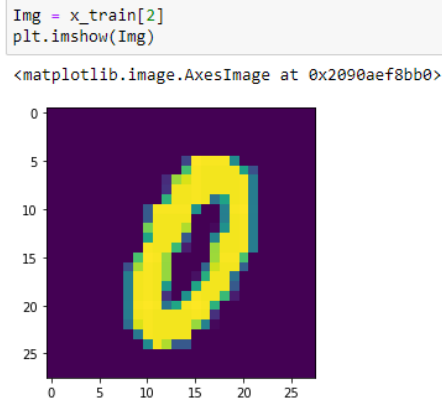 Img = x_train[2]
plt.imshow(Img)
<matplotlib.image.AxesImage at 0x2090aef8bb0>
0
5
10
15
20
25
0 5 10 15 20 25